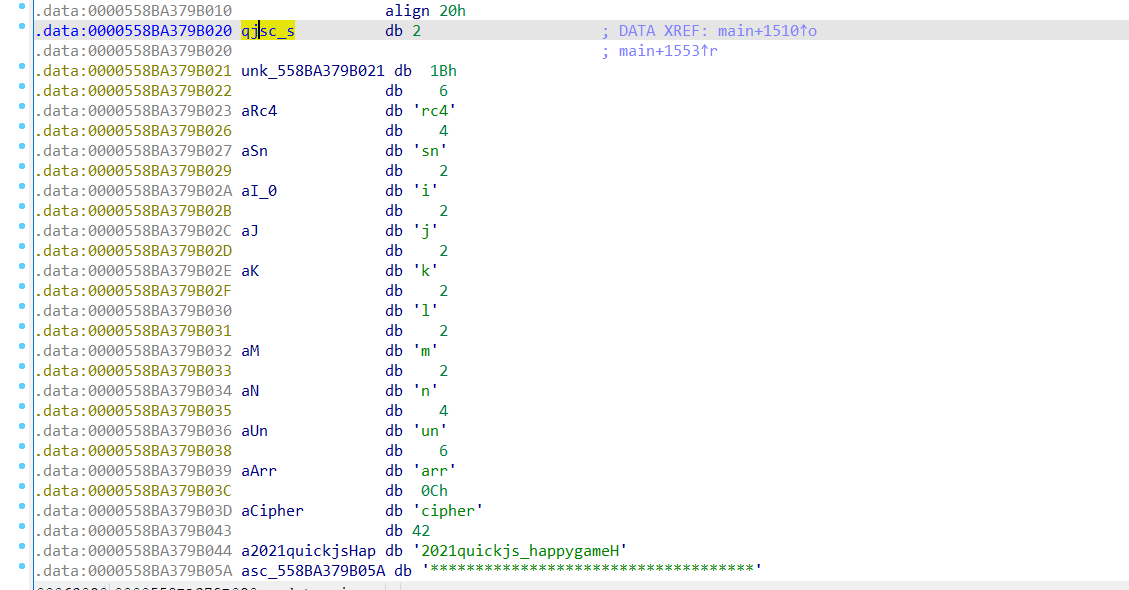 .data:0000558BA379B010 align 20h
.data:0000558BA379B020 qjsc_s db 2 ; DATA XREF: main+1510↑o
.data:0000558BA379B020 ; main+1553↑r
.data:0000558BA379B021 unk_558BA379B021 db 1Bh
.data:0000558BA379B022 db 6
.data:0000558BA379B023 aRc4 db 'rc4'
.data:0000558BA379B026 db 4
.data:0000558BA379B027 aSn db 'sn'
.data:0000558BA379B029 db 2
.data:0000558BA379B02A aI_0 db 'i'
.data:0000558BA379B02B db 2
.data:0000558BA379B02C aJ db 'j'
.data:0000558BA379B02D db 2
.data:0000558BA379B02E aK db 'k'
.data:0000558BA379B02F db 2
.data:0000558BA379B030 db 'l'
.data:0000558BA379B031 db 2
.data:0000558BA379B032 aM db 'm'
.data:0000558BA379B033 db 2
.data:0000558BA379B034 aN db 'n'
.data:0000558BA379B035 db 4
.data:0000558BA379B036 aUn db 'un'
.data:0000558BA379B038 db 6
.data:0000558BA379B039 aArr db 'arr'
.data:0000558BA379B03C db 0Ch
.data:0000558BA379B03D aCipher db 'cipher'
.data:0000558BA379B043 db 42
.data:0000558BA379B044 a2021quickjsHap db '2021quickjs_happygameH'
.data:0000558BA379B05A asc_558BA379B05A db '************************************'